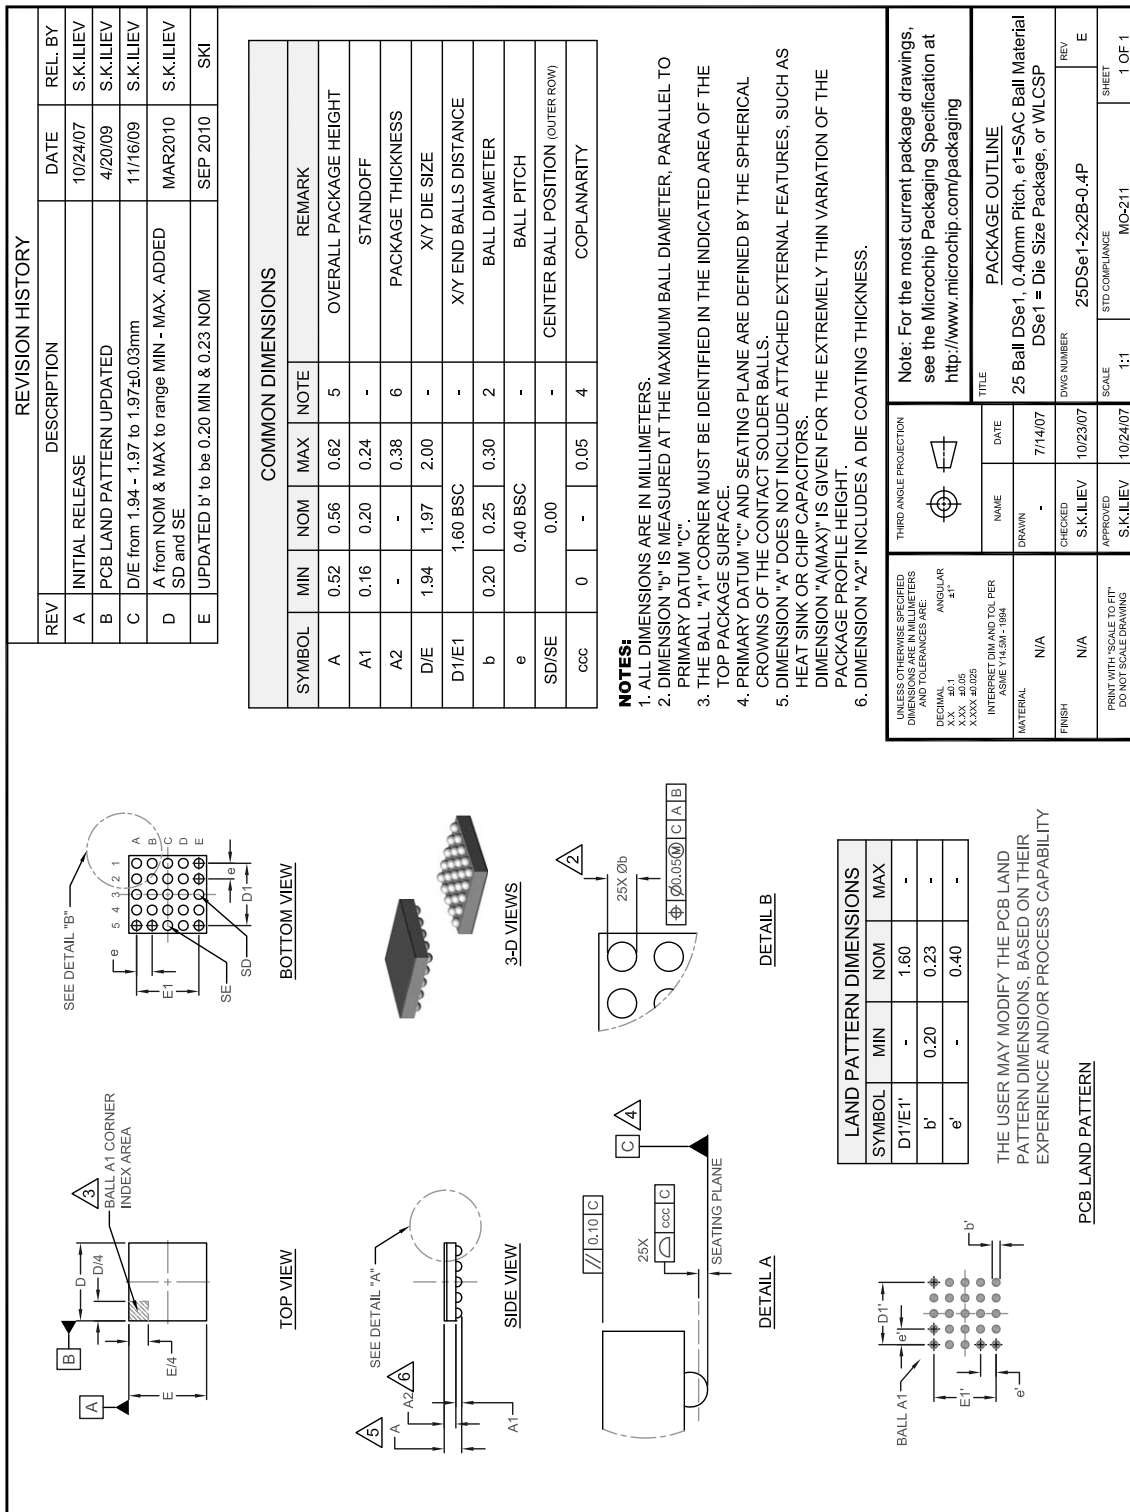 REVISION HISTORY
REV DESCRIPTION DATE REL. BY
A INITIAL RELEASE 10/24/07 S.K.ILIEV
B PCB LAND PATTERN UPDATED 4/20/09 S.K.ILIEV
C D/E from 1.94 - 1.97 to 1.97±0.03mm 11/16/09 S.K.ILIEV
D A from NOM & MAX to range MIN - MAX. ADDED
SD and SE MAR2010 S.K.ILIEV
E UPDATED b' to be 0.20 MIN & 0.23 NOM SEP 2010 SKI
COMMON DIMENSIONS
SYMBOL MIN NOM MAX NOTE REMARK
A 0.52 0.56 0.62 5 OVERALL PACKAGE HEIGHT
A1 0.16 0.20 0.24 - STANDOFF
A2 - - 0.38 6 PACKAGE THICKNESS
D/E 1.94 1.97 2.00 - X/Y DIE SIZE
D1/E1 1.60 BSC - X/Y END BALLS DISTANCE
b 0.20 0.25 0.30 2 BALL DIAMETER
e 0.40 BSC - BALL PITCH
SD/SE 0.00 - CENTER BALL POSITION (OUTER ROW)
ccc 0 - 0.05 4 COPLANARITY
NOTES:
1. ALL DIMENSIONS ARE IN MILLIMETERS.
2. DIMENSION "b" IS MEASURED AT THE MAXIMUM BALL DIAMETER, PARALLEL TO
PRIMARY DATUM "C".
3. THE BALL "A1" CORNER MUST BE IDENTIFIED IN THE INDICATED AREA OF THE
TOP PACKAGE SURFACE.
4. PRIMARY DATUM "C" AND SEATING PLANE ARE DEFINED BY THE SPHERICAL
CROWNS OF THE CONTACT SOLDER BALLS.
5. DIMENSION "A" DOES NOT INCLUDE ATTACHED EXTERNAL FEATURES, SUCH AS
HEAT SINK OR CHIP CAPACITORS.
DIMENSION "A(MAX)" IS GIVEN FOR THE EXTREMELY THIN VARIATION OF THE
PACKAGE PROFILE HEIGHT.
6. DIMENSION "A2" INCLUDES A DIE COATING THICKNESS.
UNLESS OTHERWISE SPECIFIED
DIMENSIONS ARE IN MILLIMETERS
AND TOLERANCES ARE:
DECIMAL ANGULAR
X.X ±0.1 ±1°
X.XX ±0.05
X.XXX ±0.025
INTERPRET DIM AND TOL PER
ASME Y14.5M - 1994
MATERIAL
N/A
FINISH
N/A
PRINT WITH "SCALE TO FIT"
DO NOT SCALE DRAWING
THIRD ANGLE PROJECTION
NAME DATE
DRAWN
- 7/14/07
CHECKED
S.K.ILIEV 10/23/07
APPROVED
S.K.ILIEV 10/24/07
Note: For the most current package drawings,
see the Microchip Packaging Specification at
http://www.microchip.com/packaging
TITLE
PACKAGE OUTLINE
25 Ball DSe1, 0.40mm Pitch, e1=SAC Ball Material
DSe1 = Die Size Package, or WLCSP
DWG NUMBER
25DSe1-2x2B-0.4P
REV
E
SCALE
1:1
STD COMPLIANCE
MO-211
SHEET
1 OF 1
A
B
D
D/4
E
E/4
3
BALL A1 CORNER
INDEX AREA
TOP VIEW
SEE DETAIL "B"
5 4 3 2 1
A
B
C
D
E
e
E1
SE
SD
D1
e
BOTTOM VIEW
SEE DETAIL "A"
5
A
6
A2
A1
SIDE VIEW
3-D VIEWS
// 0.10 C
25X
ccc C
C
4
SEATING PLANE
DETAIL A
2
25X Øb
Ø0.05 M C A B
DETAIL B
BALL A1
D1'
e'
E1'
e'
b'
LAND PATTERN DIMENSIONS
SYMBOL MIN NOM MAX
D1'/E1' - 1.60 -
b' 0.20 0.23 -
e' - 0.40 -
THE USER MAY MODIFY THE PCB LAND
PATTERN DIMENSIONS, BASED ON THEIR
EXPERIENCE AND/OR PROCESS CAPABILITY
PCB LAND PATTERN